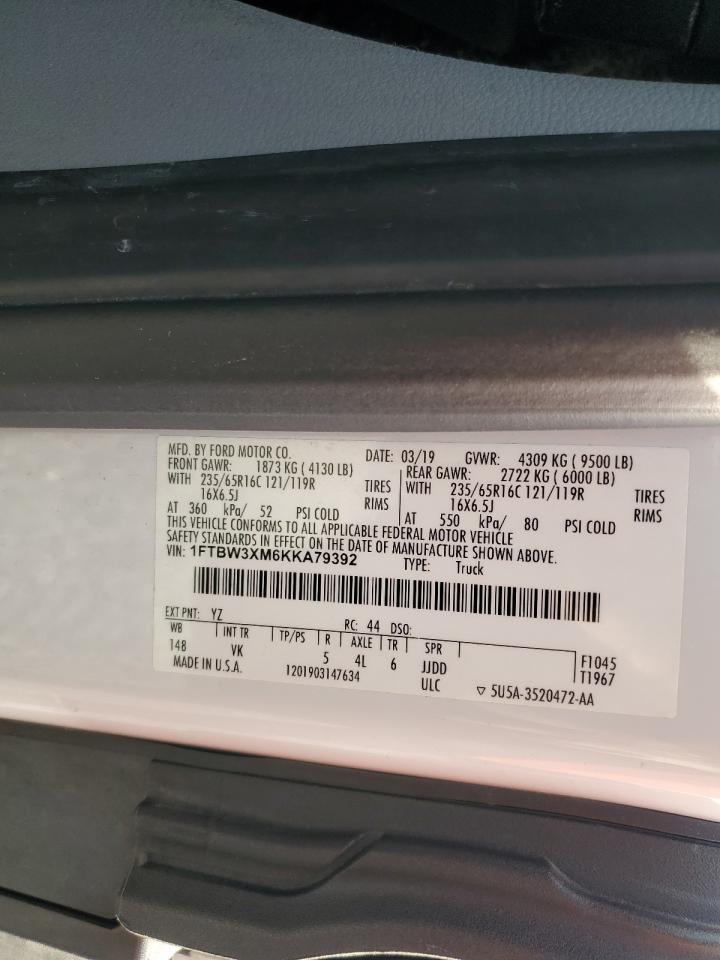 MFD. BY FORD MOTOR CO. DATE: 03/19 GVWR: 4309 KG ( 9500 LB)
FRONT GAWR: 1873 KG ( 4130 LB) REAR GAWR: 2722 KG ( 6000 LB)
WITH 235/65R16C 121/119R TIRES WITH 235/65R16C 121/119R TIRES
16X6.5J RIMS 16X6.5J RIMS
AT 360 kPa/ 52 PSI COLD AT 550 kPa/ 80 PSI COLD
THIS VEHICLE CONFORMS TO ALL APPLICABLE FEDERAL MOTOR VEHICLE
SAFETY STANDARDS IN EFFECT ON THE DATE OF MANUFACTURE SHOWN ABOVE.
VIN: 1FTBW3XM6KKA79392 TYPE: Truck
EXT PNT: YZ RC: 44 DSO:
WB INT TR TP/PS R AXLE TR SPR F1045
148 VK 5 4L 6 JJDD T1967
MADE IN U.S.A. 1201903147634 ULC ▽ 5U5A-3520472-AA